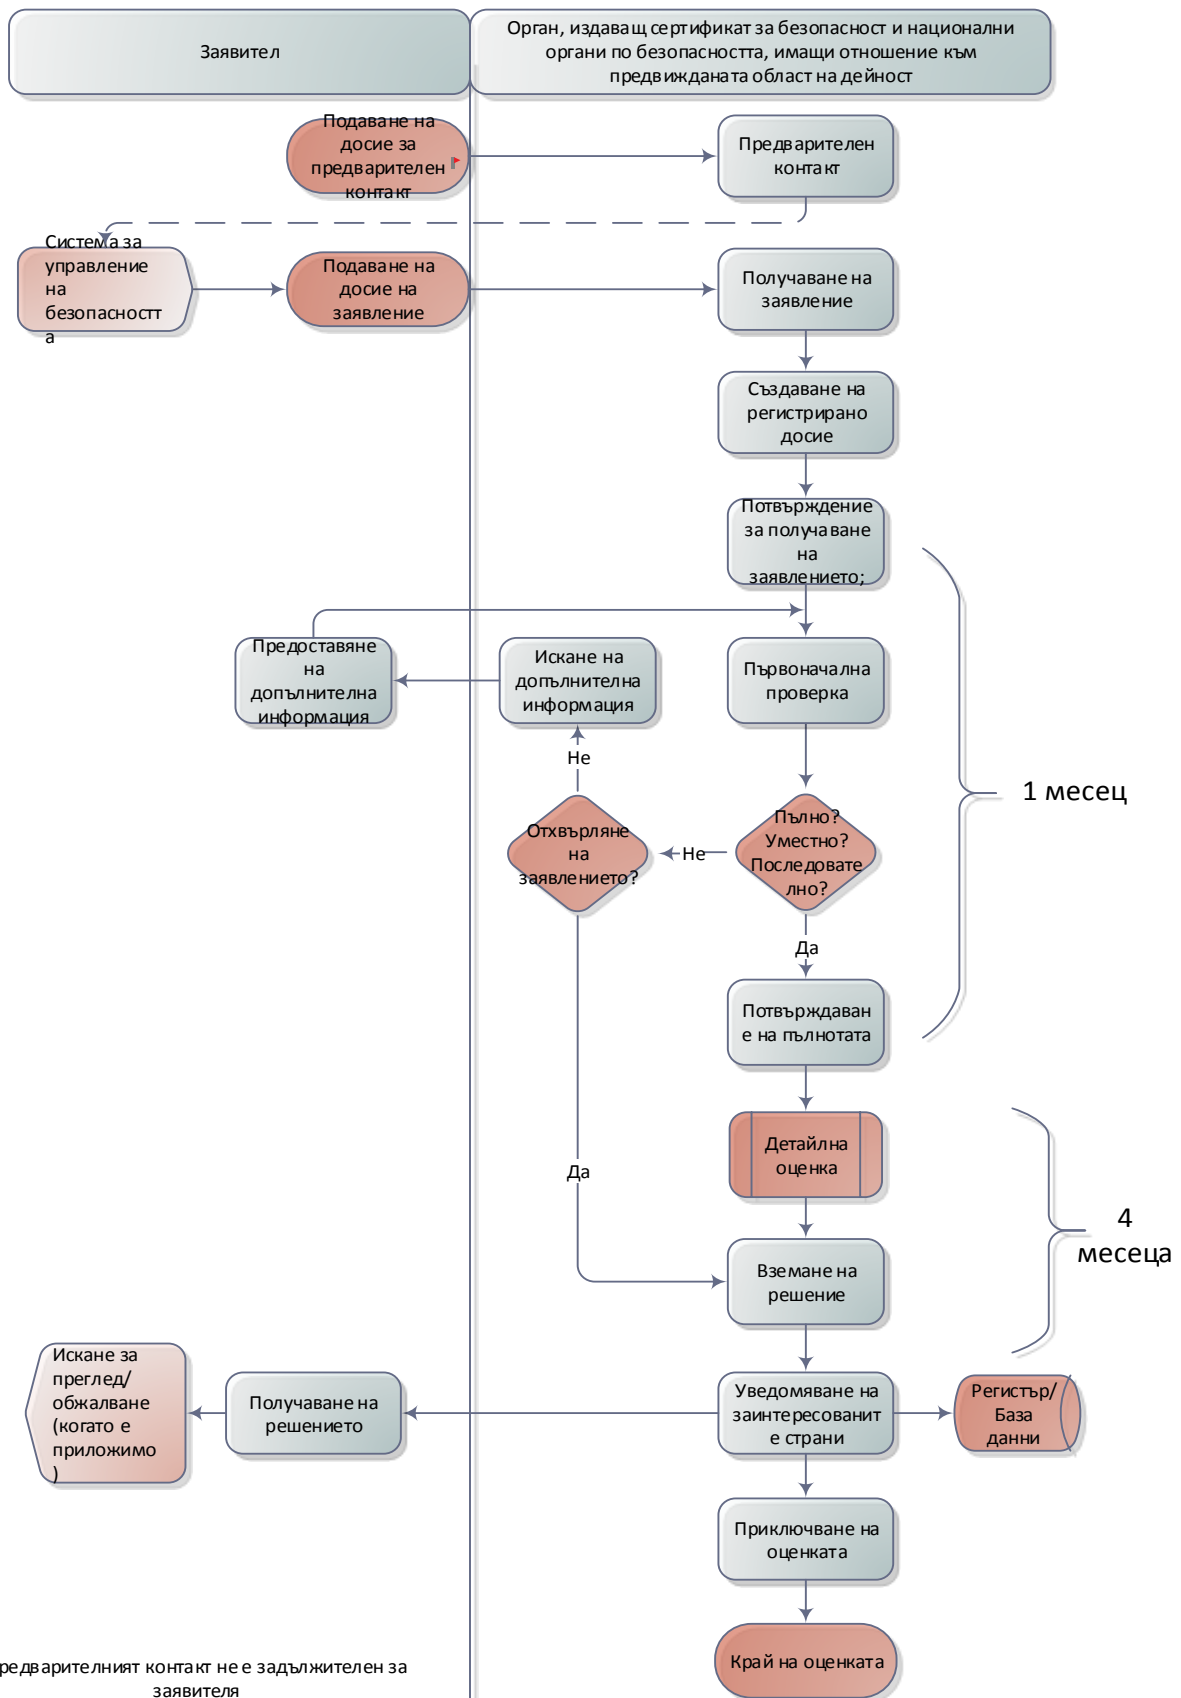 Заявител
Орган, издаващ сертификат за безопасност и национални
органи по безопасността, имащи отношение към
предвижданата област на дейност
Подаване на
досие за
предварителен
контакт
Предварителен
контакт
Система за
управление
на
безопасностт
а
Подаване на
досие на
заявление
Получаване на
заявление
Създаване на
регистрирано
досие
Потвърждение
за получаване
на
заявлението;
Предоставяне
на
допълнителна
информация
Искане на
допълнителна
информация
Първоначална
проверка
Не
1 месец
Отхвърляне
на
заявлението?
Не
Пълно?
Уместно?
Последовате
лно?
Да
Потвърждаван
е на пълнотата
Детайлна
оценка
Да
4
месеца
Вземане на
решение
Искане за
преглед/
обжалване
(когато е
приложимо
)
Получаване на
решението
Уведомяване на
заинтересованит
е страни
Регистър/
База
данни
Приключване на
оценката
Край на оценката
редварителният контакт не е задължителен за
заявителя